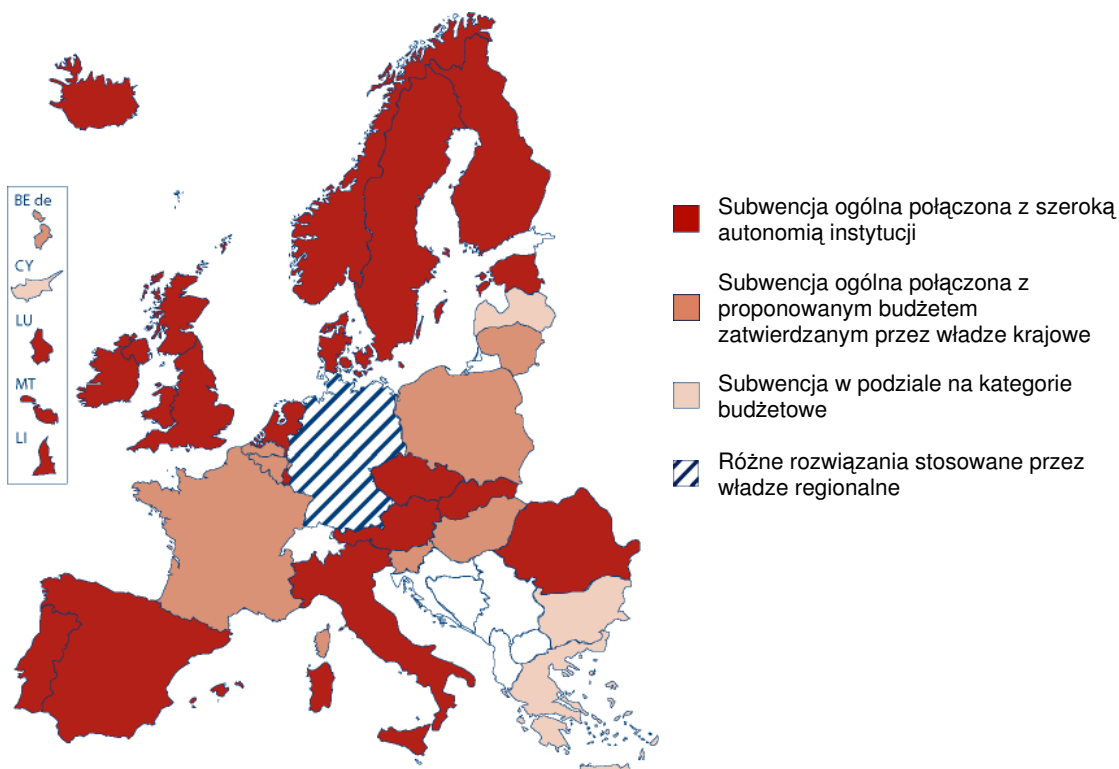 BE de
CY
LU
MT
LI
Subwencja ogólna połączona z szeroką
autonomią instytucji
Subwencja ogólna połączona z
proponowanym budżetem
zatwierdzanym przez władze krajowe
Subwencja w podziale na kategorie
budżetowe
Różne rozwiązania stosowane przez
władze regionalne